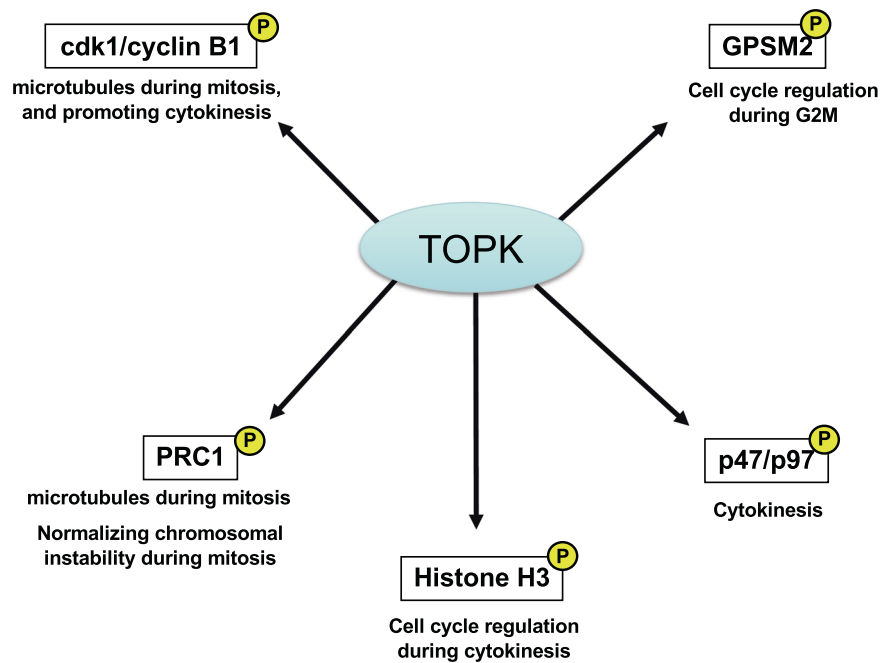 cdk1/cyclin B1
P
microtubules during mitosis,
and promoting cytokinesis
GPSM2
P
Cell cycle regulation
during G2M
TOPK
PRC1
P
microtubules during mitosis
Normalizing chromosomal
instability during mitosis
p47/p97
P
Cytokinesis
Histone H3
P
Cell cycle regulation
during cytokinesis